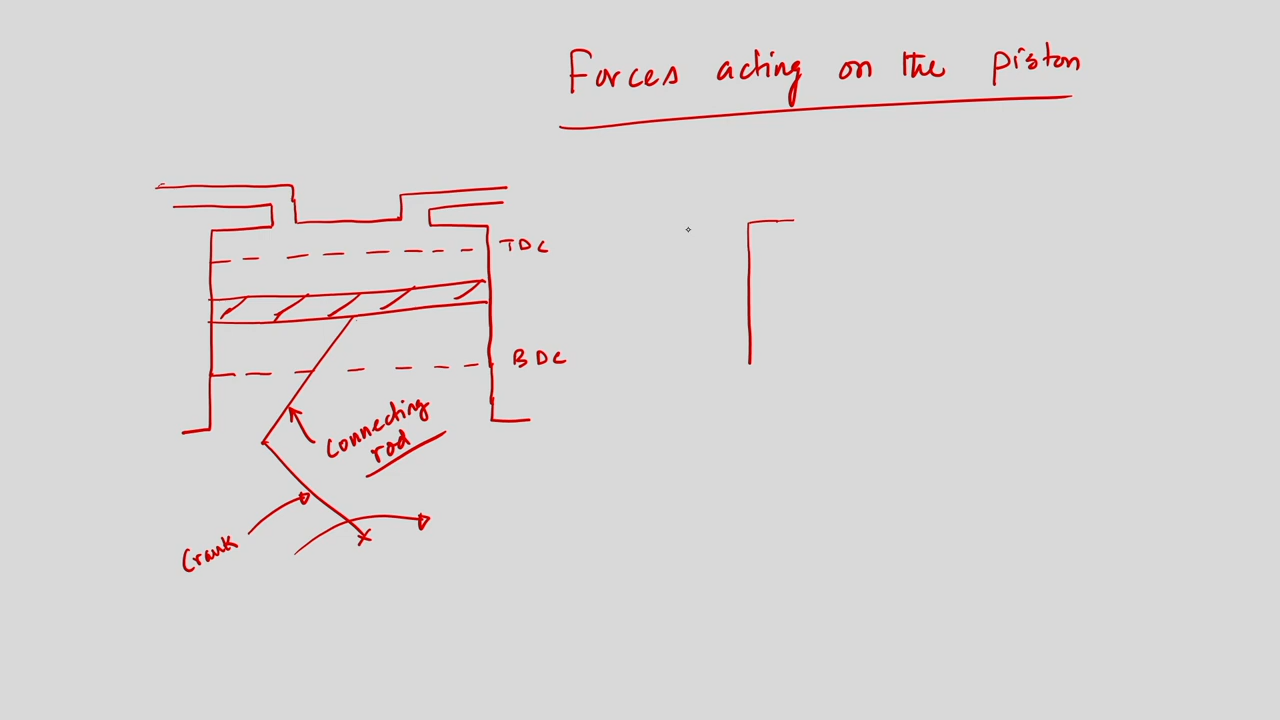 Forces acting on the piston
TDC
BDC
Connecting
rod
Crank